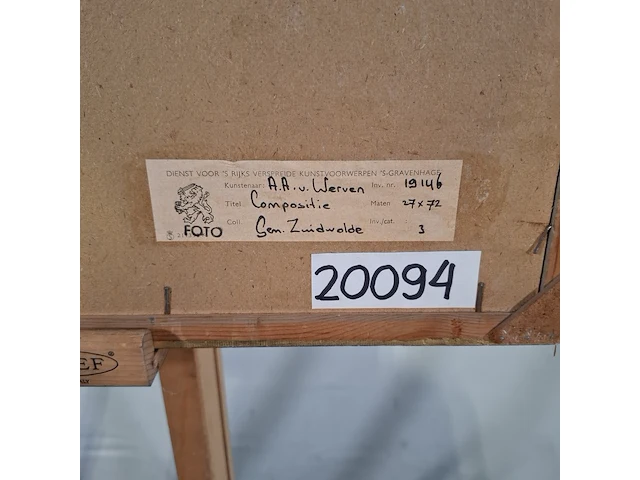 DIENST VOOR 'S RIJKS VERSPREIDE KUNSTVOORWERPEN 'S-GRAVENHAGE
Kunstenaar: A.A.v. Werven Inv. nr. 19146
Titel Compositie Maten 27 x 72
Coll. Gem. Zuidwolde Inv./cat. 3
FOTO
20094
EF®